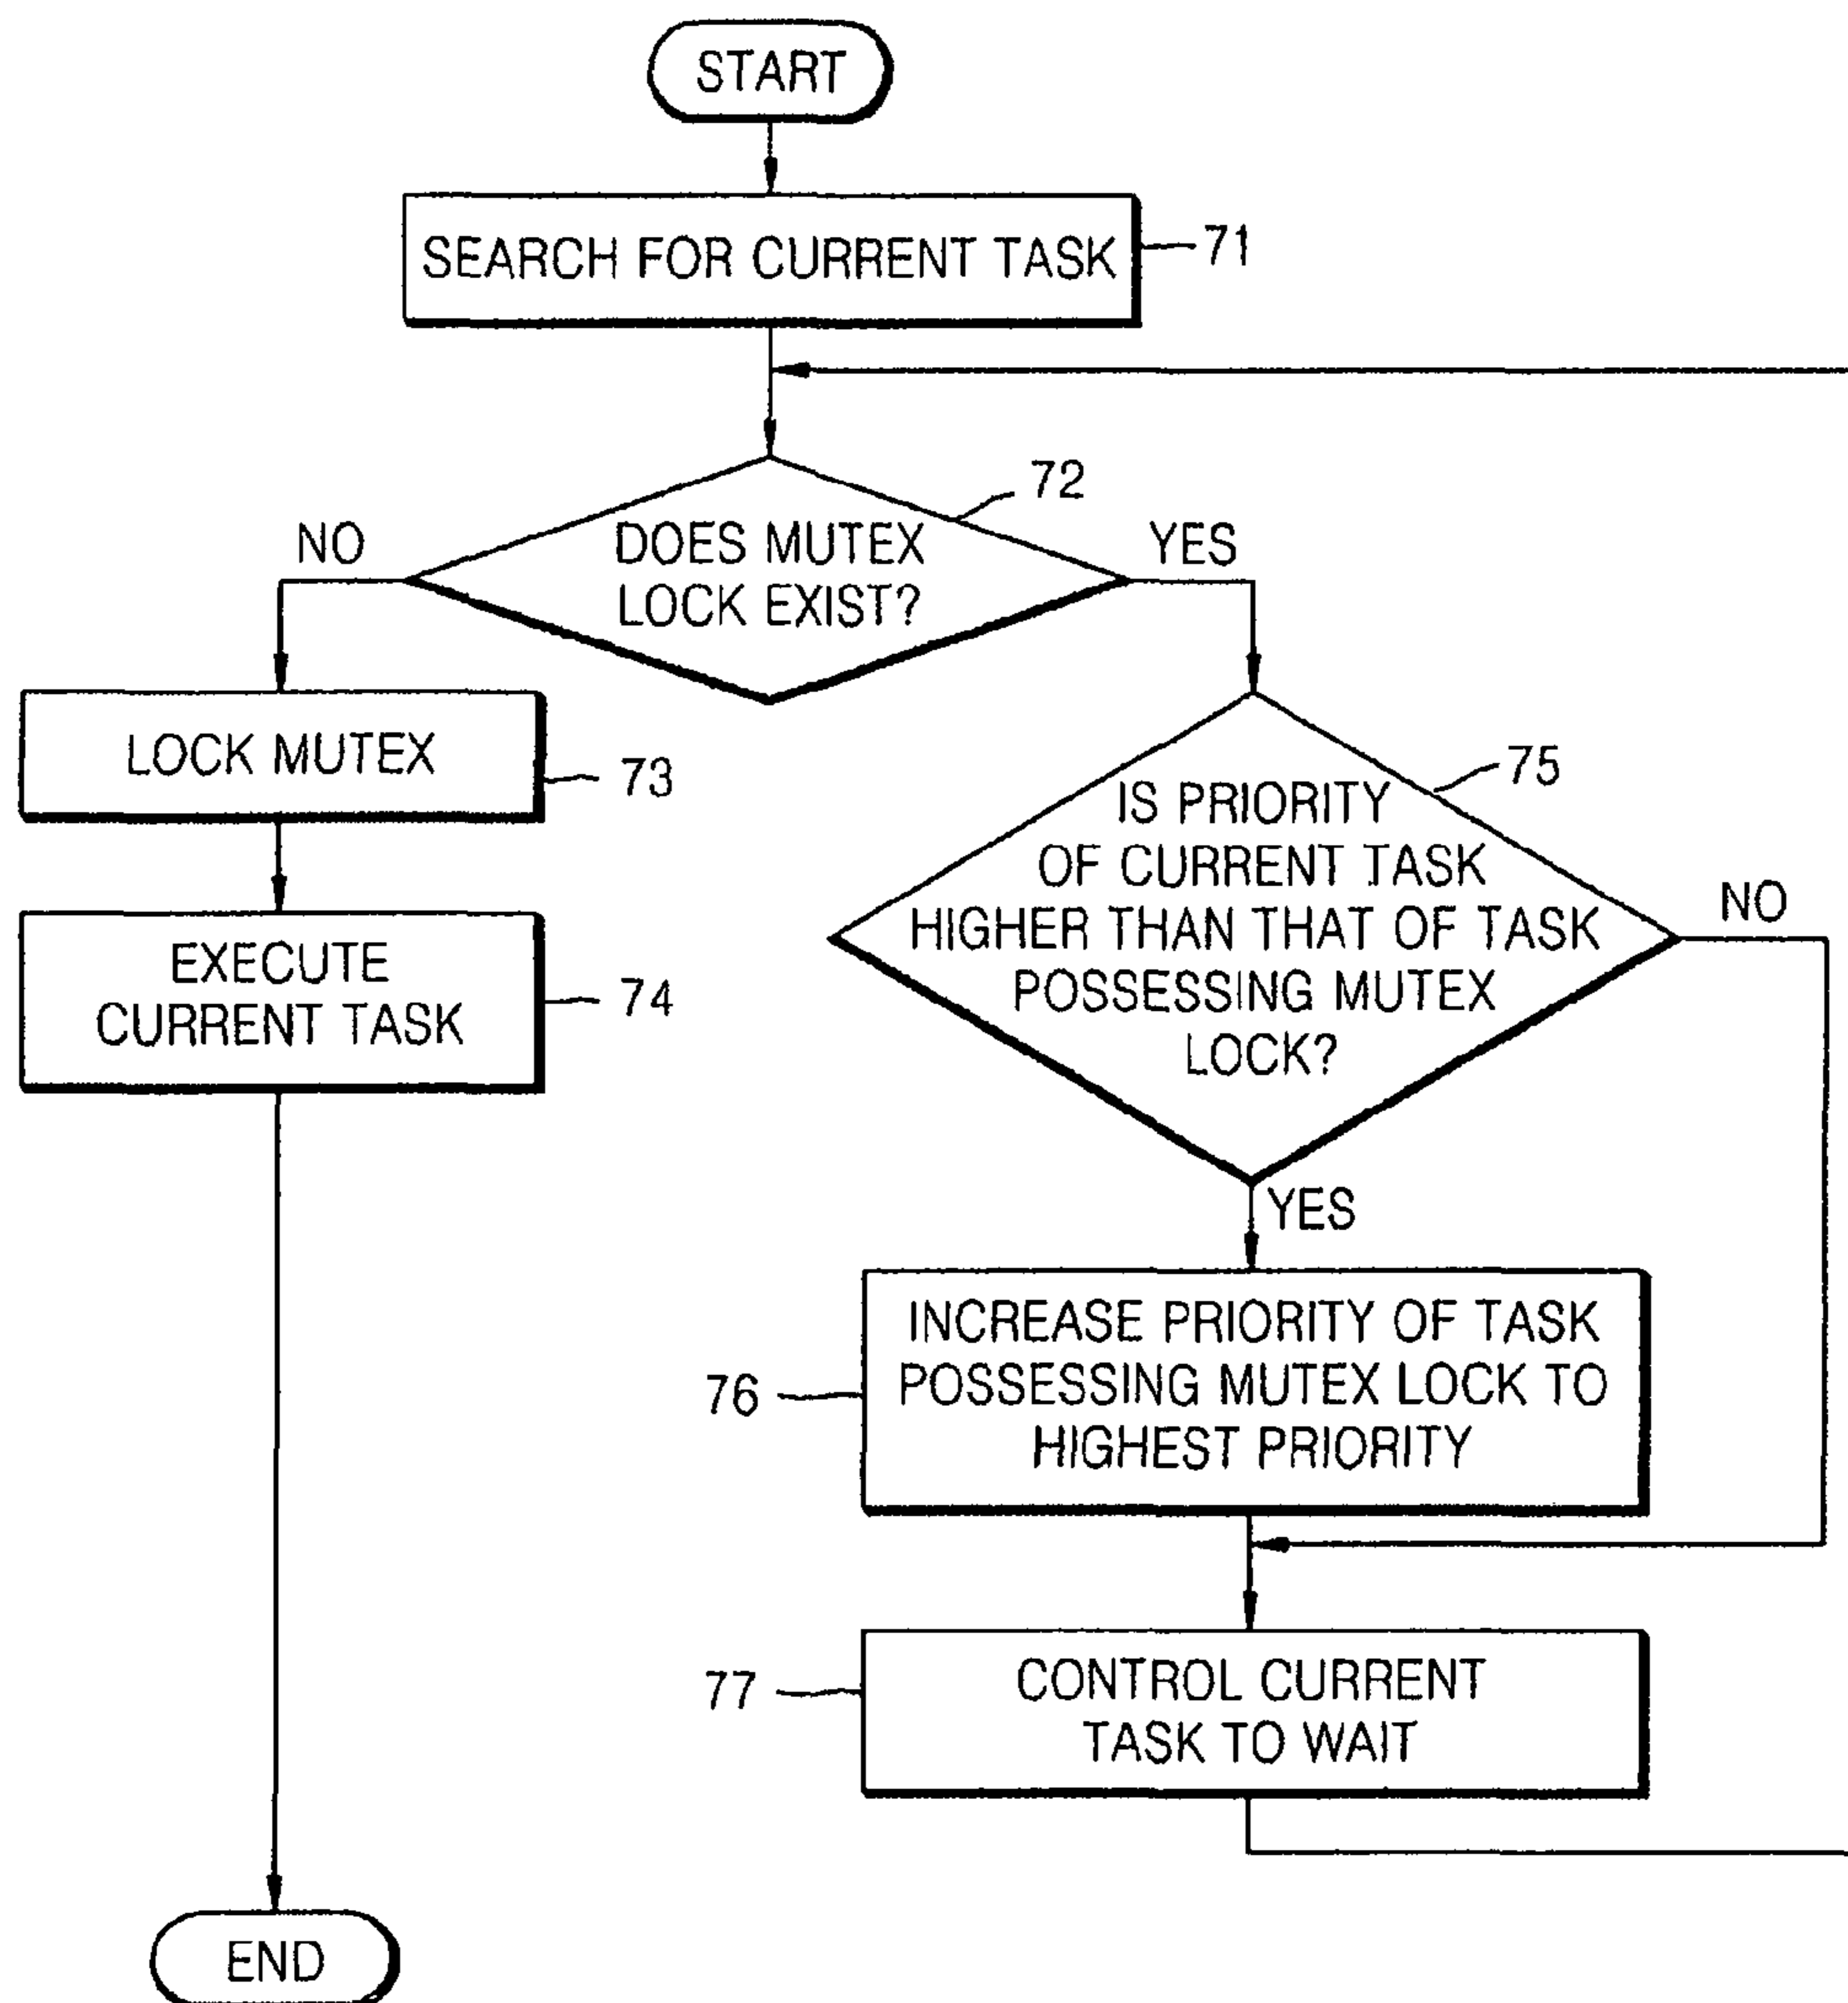 START
SEARCH FOR CURRENT TASK
71
72
DOES MUTEX
LOCK EXIST?
NO
YES
LOCK MUTEX
73
EXECUTE
CURRENT TASK
74
75
IS PRIORITY
OF CURRENT TASK
HIGHER THAN THAT OF TASK
POSSESSING MUTEX
LOCK?
NO
YES
INCREASE PRIORITY OF TASK
POSSESSING MUTEX LOCK TO
HIGHEST PRIORITY
76
CONTROL CURRENT
TASK TO WAIT
77
END